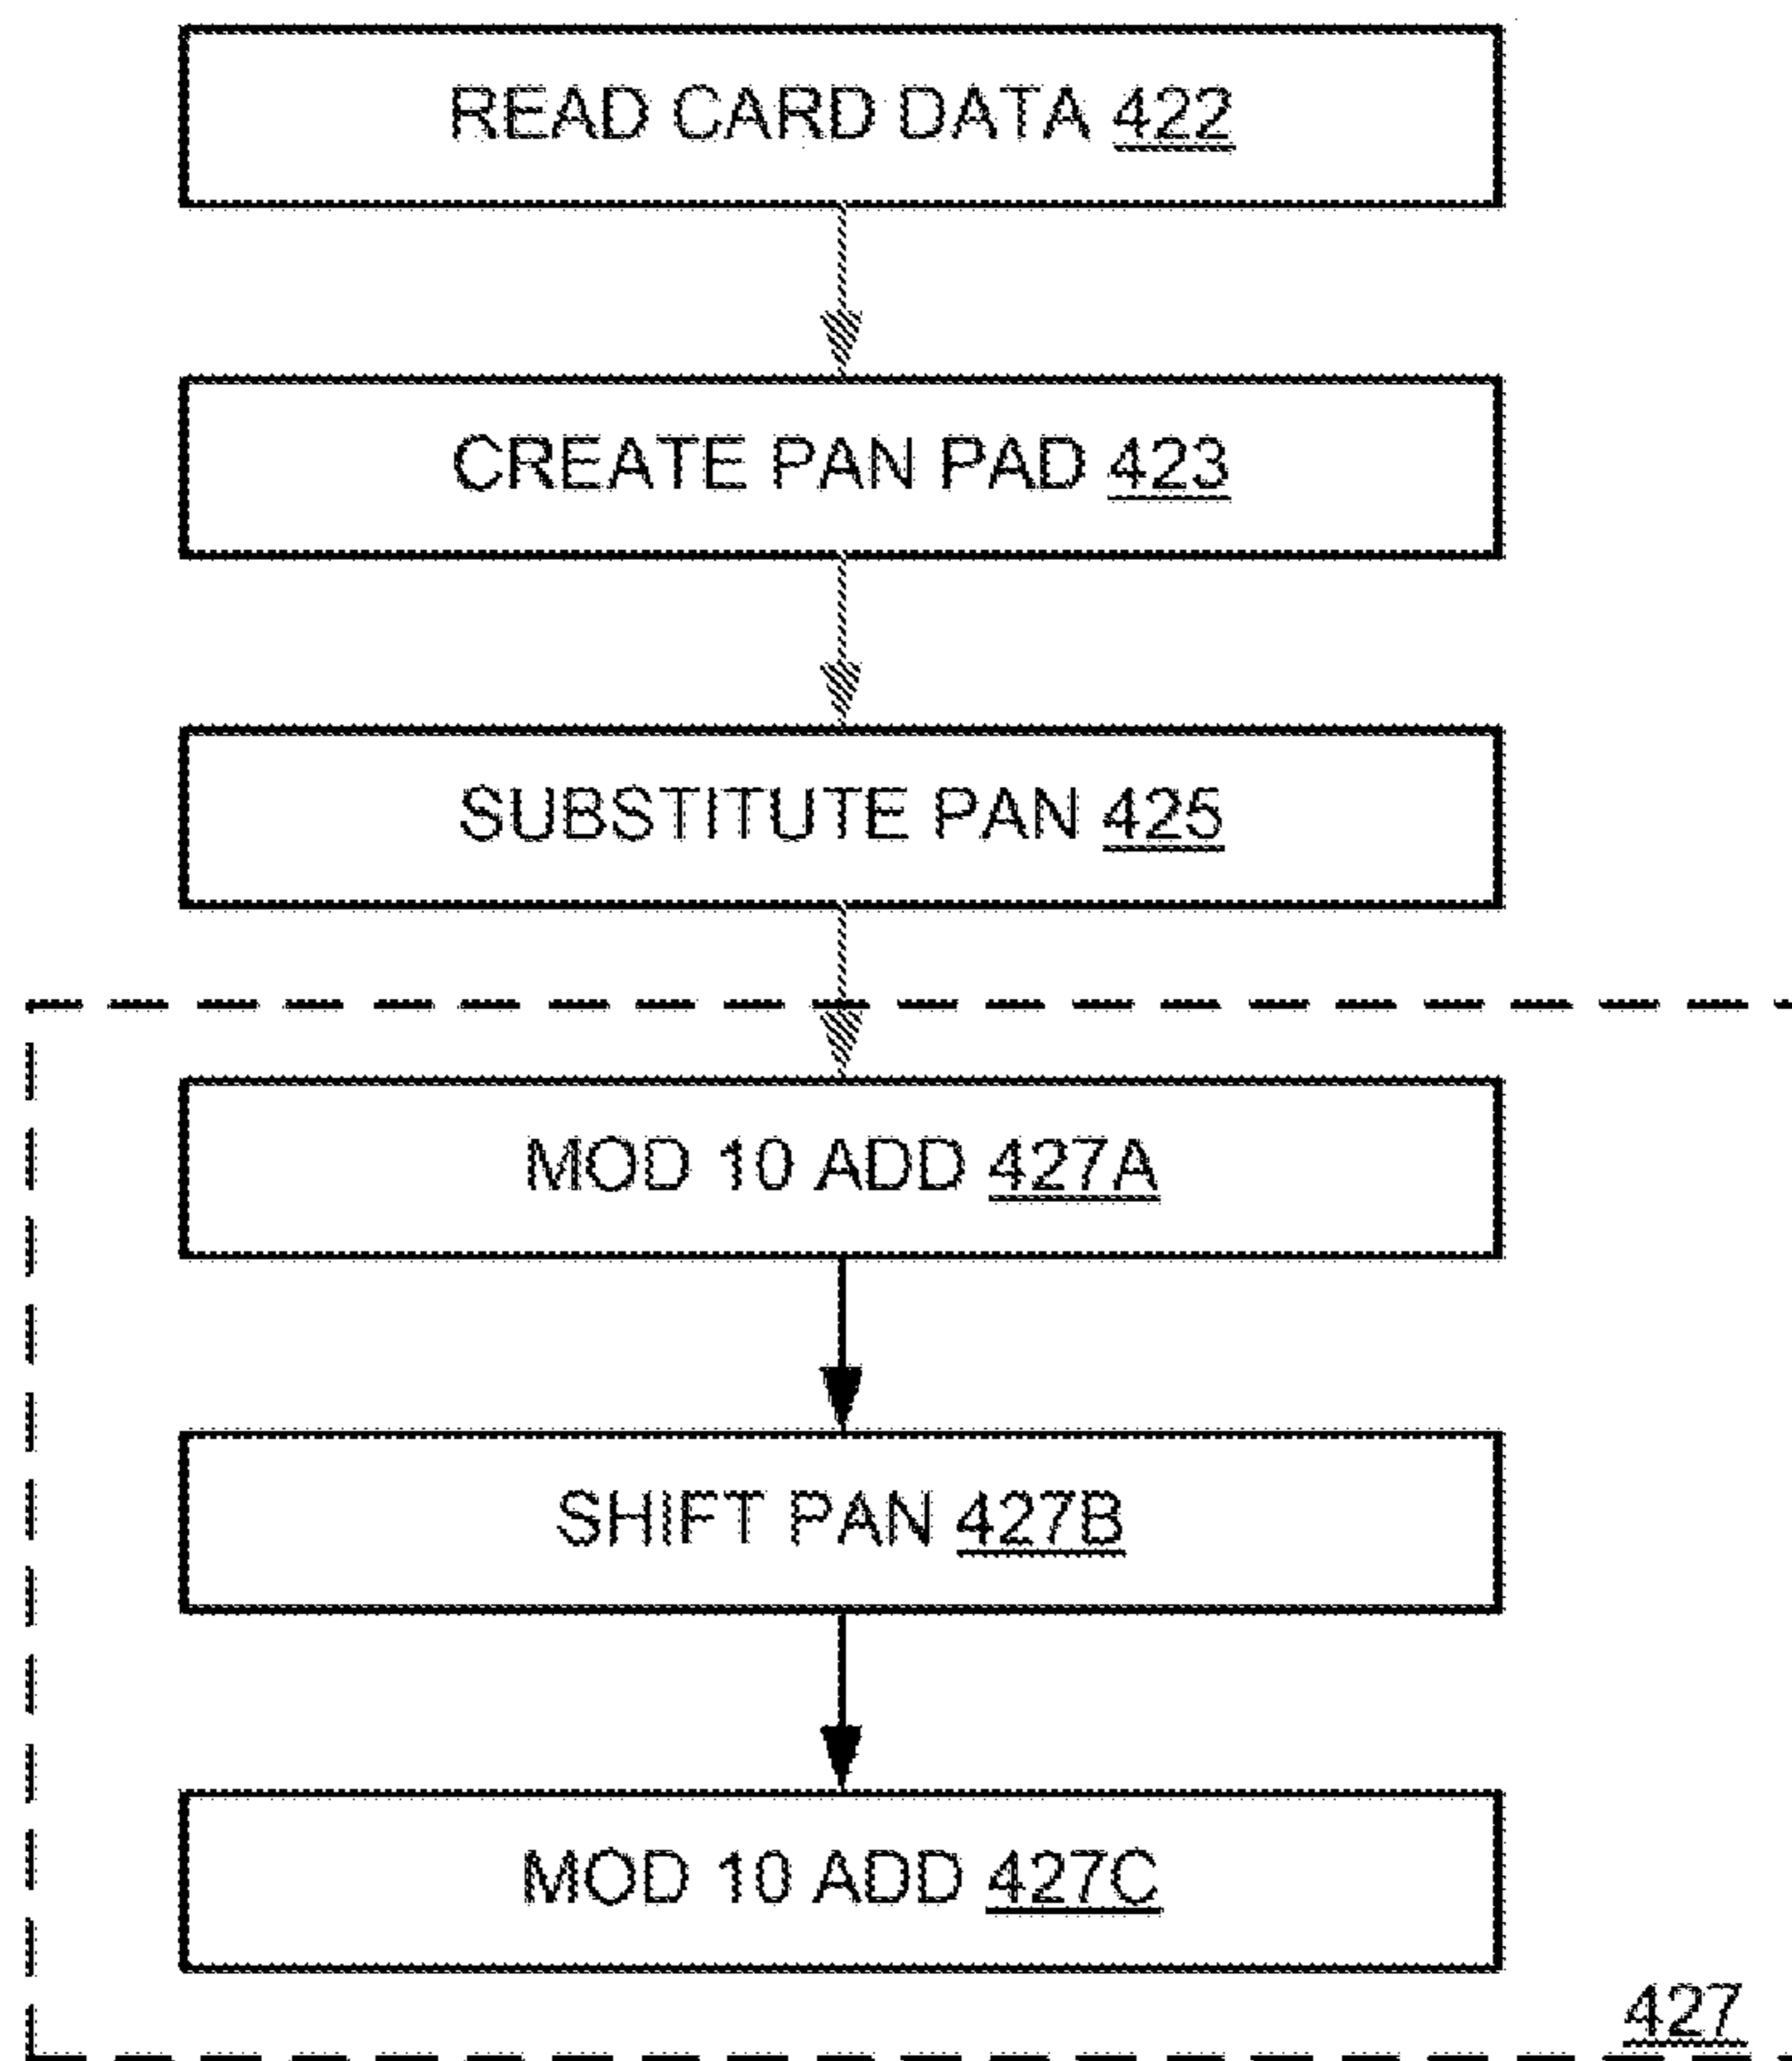 READ CARD DATA 422
CREATE PAN PAD 423
SUBSTITUTE PAN 425
MOD 10 ADD 427A
SHIFT PAN 427B
MOD 10 ADD 427C
427